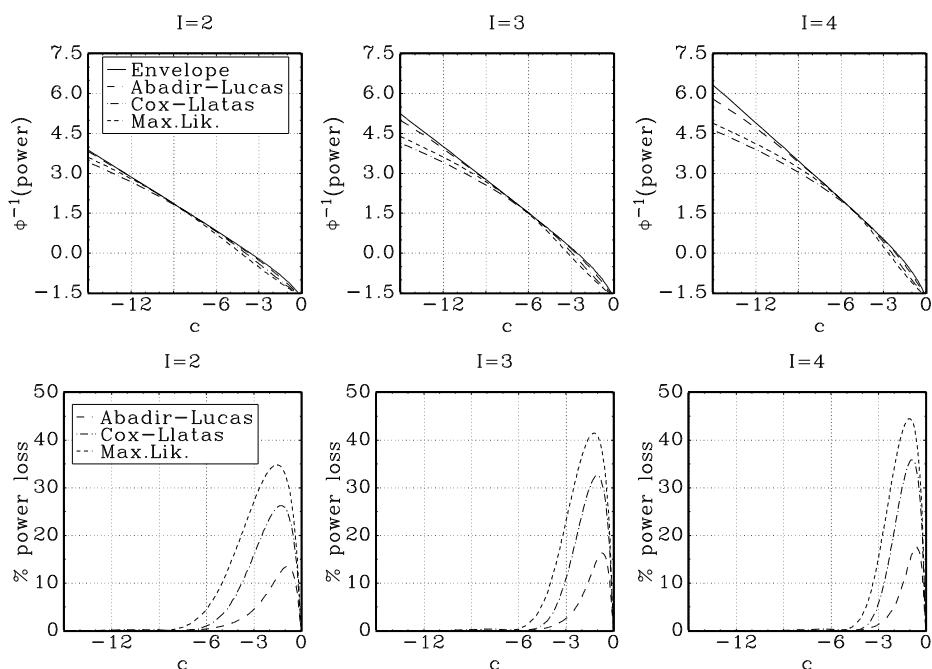 I=2
I=3
I=4
7.5
6.0
4.5
3.0
1.5
0.0
−1.5
Φ⁻¹(power)
Envelope
Abadir−Lucas
Cox−Llatas
Max.Lik.
−12
−6
−3
0
c
7.5
6.0
4.5
3.0
1.5
0.0
−1.5
ϕ⁻¹(power)
−12
−6
−3
0
c
7.5
6.0
4.5
3.0
1.5
0.0
−1.5
ϕ⁻¹(power)
−12
−6
−3
0
c
I=2
I=3
I=4
50
40
30
20
10
0
% power loss
Abadir−Lucas
Cox−Llatas
Max.Lik.
−12
−6
−3
0
c
50
40
30
20
10
0
% power loss
−12
−6
−3
0
c
50
40
30
20
10
0
% power loss
−12
−6
−3
0
c